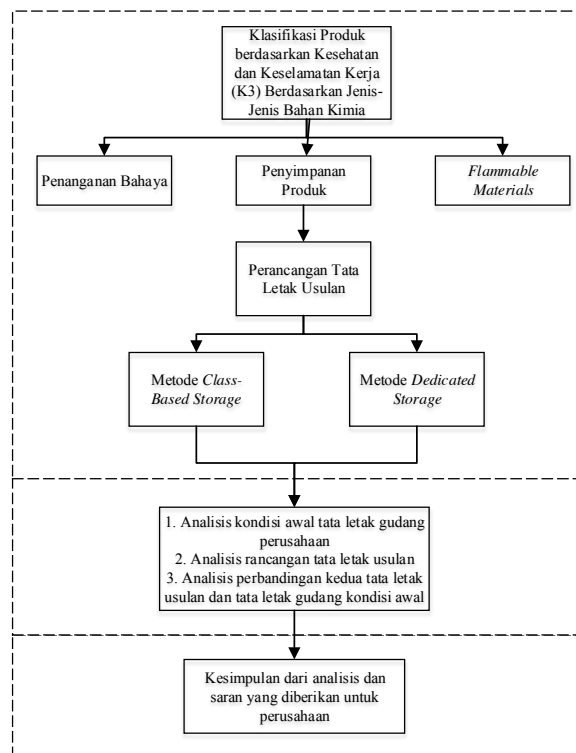 Klasifikasi Produk
berdasarkan Kesehatan
dan Keselamatan Kerja
(K3) Berdasarkan Jenis-
Jenis Bahan Kimia
Penanganan Bahaya
Penyimpanan
Produk
Flammable
Materials
Perancangan Tata
Letak Usulan
Metode Class-
Based Storage
Metode Dedicated
Storage
1. Analisis kondisi awal tata letak gudang
perusahaan
2. Analisis rancangan tata letak usulan
3. Analisis perbandingan kedua tata letak
usulan dan tata letak gudang kondisi awal
Kesimpulan dari analisis dan
saran yang diberikan untuk
perusahaan